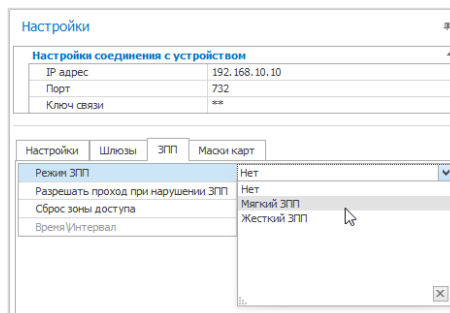 Настройки
Настройки соединения с устройством
IP адрес 192.168.10.10
Порт 732
Ключ связи **
Настройки Шлюзы ЗПП Маски карт
Режим ЗПП Нет
Разрешать проход при нарушении ЗПП Нет
Сброс зоны доступа Мягкий ЗПП
Время\Интервал Жесткий ЗПП